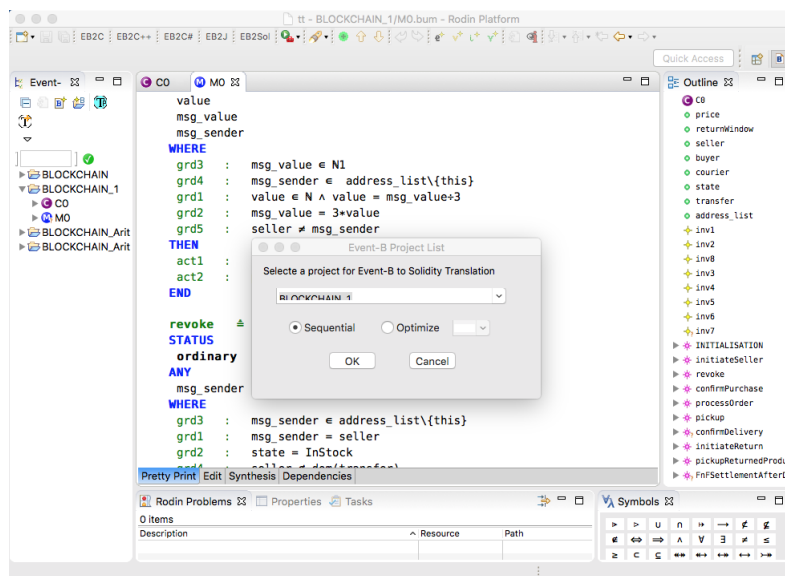 tt - BLOCKCHAIN_1/M0.bum - Rodin Platform
EB2C EB2C++ EB2C# EB2J EB2Sol
Quick Access
Event-
C0 M0
Outline
BLOCKCHAIN
BLOCKCHAIN_1
C0
M0
BLOCKCHAIN_Arit
BLOCKCHAIN_Arit
value
msg_value
msg_sender
WHERE
grd3 : msg_value ∈ ℕ1
grd4 : msg_sender ∈ address_list\{this}
grd1 : value ∈ ℕ ∧ value = msg_value÷3
grd2 : msg_value = 3∗value
grd5 : seller ≠ msg_sender
THEN
act1 :
act2 :
END
revoke ≙
STATUS
ordinary
ANY
msg_sender
WHERE
grd3 : msg_sender ∈ address_list\{this}
grd1 : msg_sender = seller
grd2 : state = InStock
grd4 : seller ∉ dom(transfer)
Pretty Print Edit Synthesis Dependencies
Event-B Project List
Selecte a project for Event-B to Solidity Translation
BLOCKCHAIN_1
Sequential Optimize
OK Cancel
C0
price
returnWindow
seller
buyer
courier
state
transfer
address_list
inv1
inv2
inv8
inv3
inv4
inv5
inv6
inv7
INITIALISATION
initiateSeller
revoke
confirmPurchase
processOrder
pickup
confirmDelivery
initiateReturn
pickupReturnedProdu
FnFSettlementAfterD
Rodin Problems Properties Tasks
0 items
Description Resource Path
Symbols
∪ ∩ ⇸ → ⊄ ⊈
∉ ⇔ ⇒ ∧ ∀ ∃ ≠ ≤
≥ ⊂ ⊆